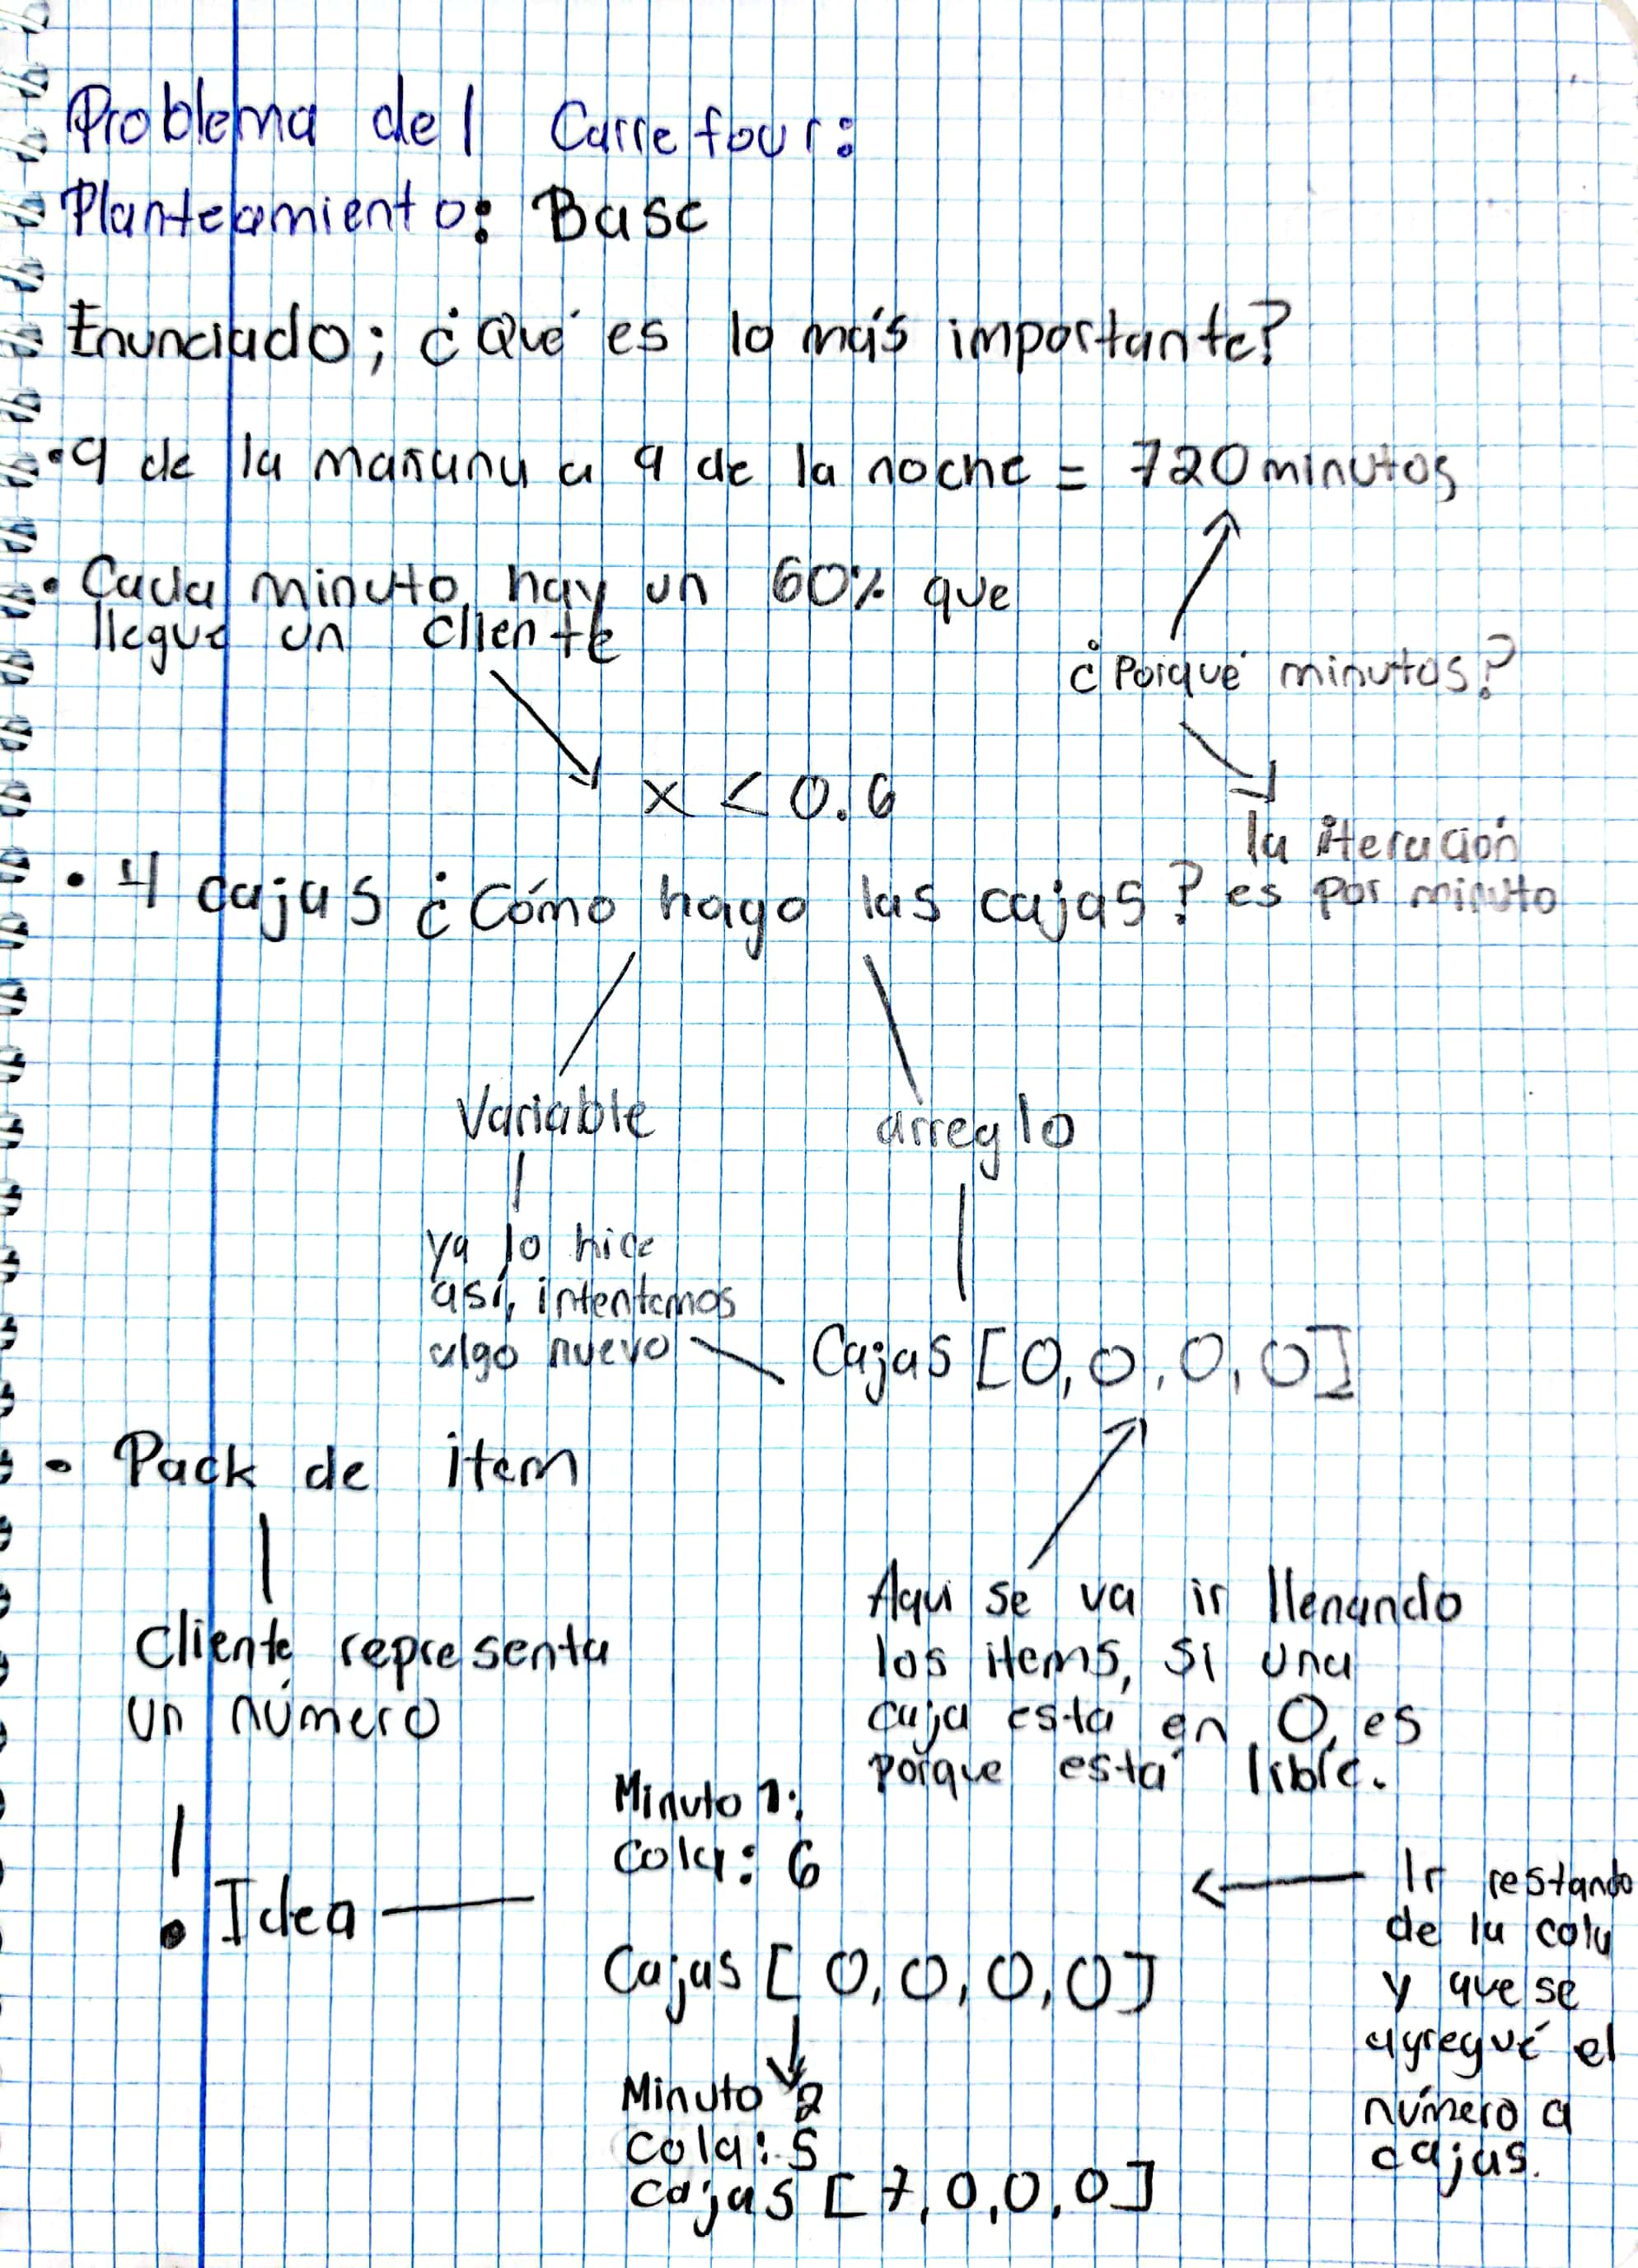 Problema del Carrefour:
Planteamiento: Base
Enunciado; ¿Qué es lo más importante?
• 9 de la mañana a 9 de la noche = 720 minutos
• Cada minuto hay un 60% que
llegue un cliente
¿Porqué minutos?
x < 0.6
la iteración
es por minuto
• 4 cajas ¿Cómo hago las cajas?
Variable
arreglo
ya lo hice
así, intentemos
algo nuevo
Cajas [0, 0, 0, 0]
• Pack de item
Cliente representa
un número
Aqui se va ir llenando
los items, si una
caja esta en 0, es
porque está libre.
Minuto 1:
Cola: 6
• Idea
Cajas [0, 0, 0, 0]
Ir restando
de la cola
y que se
agregué el
número a
cajas.
Minuto 2
cola: 5
cajas [7, 0, 0, 0]